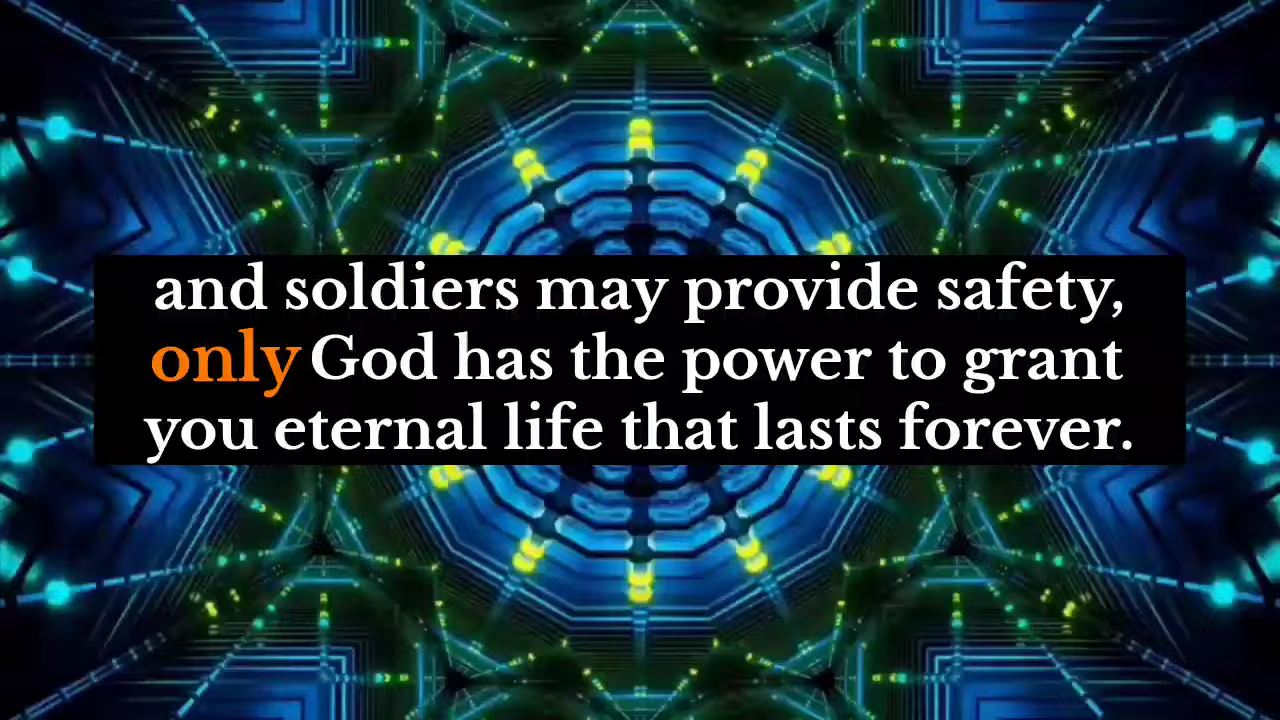 and soldiers may provide safety,
only God has the power to grant
you eternal life that lasts forever.